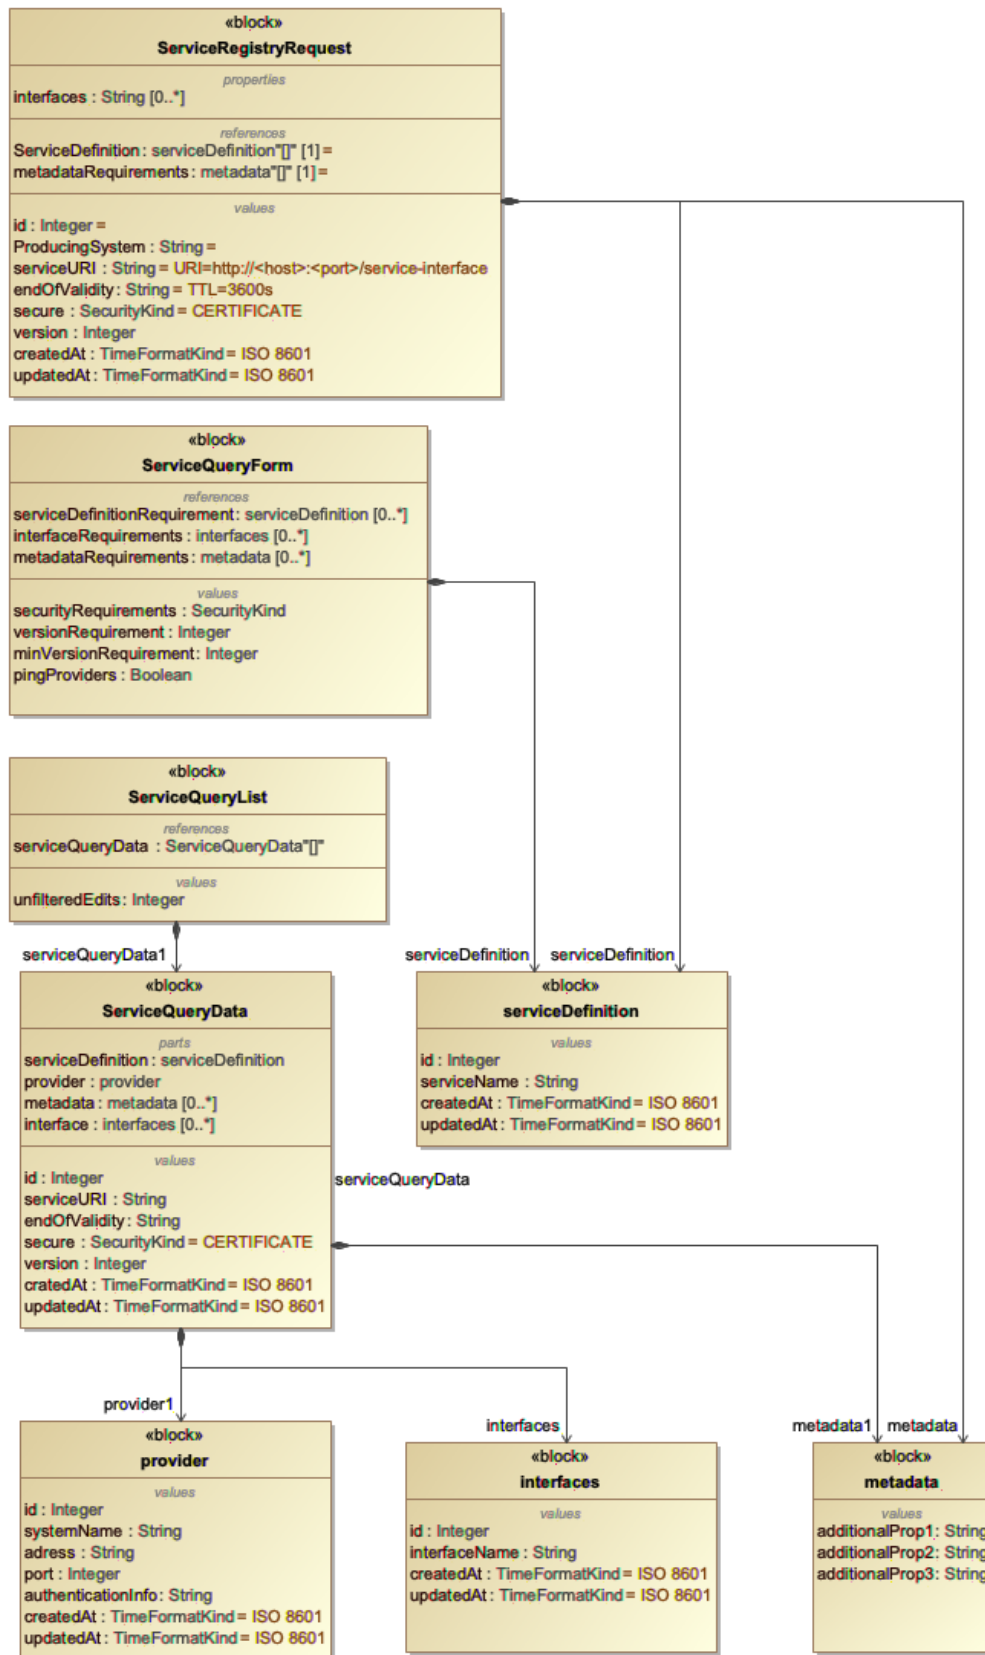 «block»
ServiceRegistryRequest
properties
interfaces : String [0..*]
references
ServiceDefinition : serviceDefinition"[]" [1] =
metadataRequirements : metadata"[]" [1] =
values
id : Integer =
ProducingSystem : String =
serviceURI : String = URI=http://<host>:<port>/service-interface
endOfValidity : String = TTL=3600s
secure : SecurityKind = CERTIFICATE
version : Integer
createdAt : TimeFormatKind = ISO 8601
updatedAt : TimeFormatKind = ISO 8601
«block»
ServiceQueryForm
references
serviceDefinitionRequirement : serviceDefinition [0..*]
interfaceRequirements : interfaces [0..*]
metadataRequirements : metadata [0..*]
values
securityRequirements : SecurityKind
versionRequirement : Integer
minVersionRequirement : Integer
pingProviders : Boolean
«block»
ServiceQueryList
references
serviceQueryData : ServiceQueryData"[]"
values
unfilteredEdits : Integer
serviceQueryData1
serviceDefinition
serviceDefinition
«block»
ServiceQueryData
parts
serviceDefinition : serviceDefinition
provider : provider
metadata : metadata [0..*]
interface : interfaces [0..*]
values
id : Integer
serviceURI : String
endOfValidity : String
secure : SecurityKind = CERTIFICATE
version : Integer
cratedAt : TimeFormatKind = ISO 8601
updatedAt : TimeFormatKind = ISO 8601
«block»
serviceDefinition
values
id : Integer
serviceName : String
createdAt : TimeFormatKind = ISO 8601
updatedAt : TimeFormatKind = ISO 8601
serviceQueryData
provider1
interfaces
metadata1
metadata
«block»
provider
values
id : Integer
systemName : String
adress : String
port : Integer
authenticationInfo : String
createdAt : TimeFormatKind = ISO 8601
updatedAt : TimeFormatKind = ISO 8601
«block»
interfaces
values
id : Integer
interfaceName : String
createdAt : TimeFormatKind = ISO 8601
updatedAt : TimeFormatKind = ISO 8601
«block»
metadata
values
additionalProp1 : String
additionalProp2 : String
additionalProp3 : String